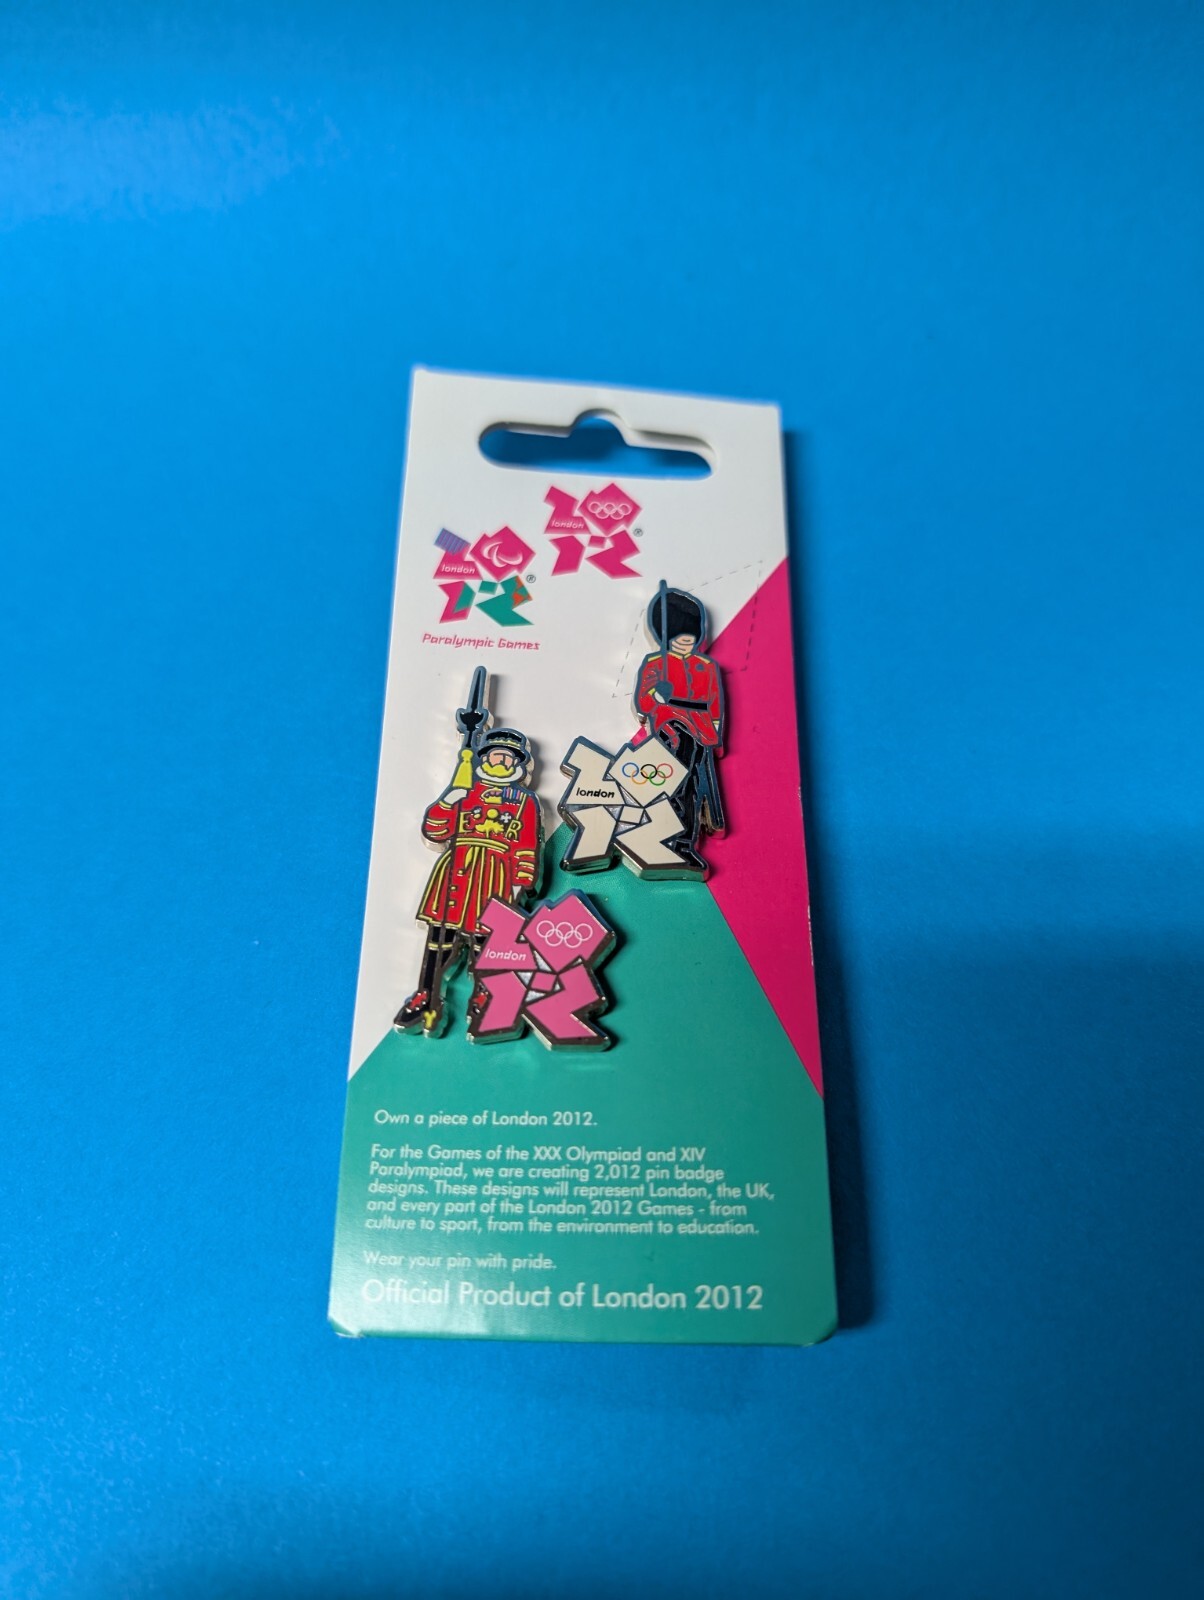 london
®
london
®
Paralympic Games
london
E R
london
Own a piece of London 2012.
For the Games of the XXX Olympiad and XIV
Paralympiad, we are creating 2,012 pin badge
designs. These designs will represent London, the UK,
and every part of the London 2012 Games - from
culture to sport, from the environment to education.
Wear your pin with pride.
Official Product of London 2012